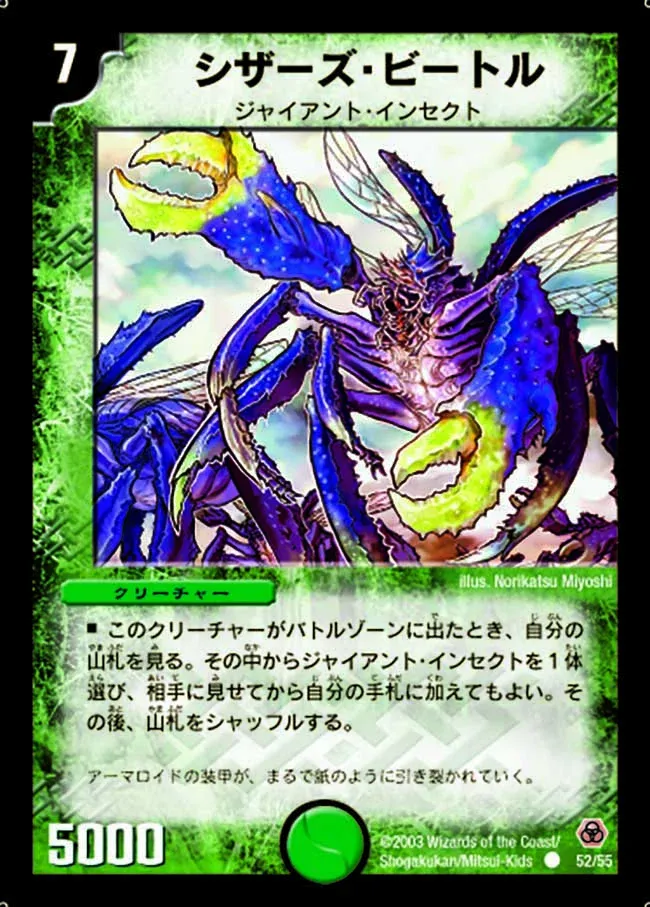 7
シザーズ・ビートル
ジャイアント・インセクト
illus. Norikatsu Miyoshi
クリーチャー
■ このクリーチャーがバトルゾーンに出たとき、自分の
山札を見る。その中からジャイアント・インセクトを1体
選び、相手に見せてから自分の手札に加えてもよい。そ
の後、山札をシャッフルする。
アーマロイドの装甲が、まるで紙のように引き裂かれていく。
5000
©2003 Wizards of the Coast/
Shogakukan/Mitsui-Kids
52/55